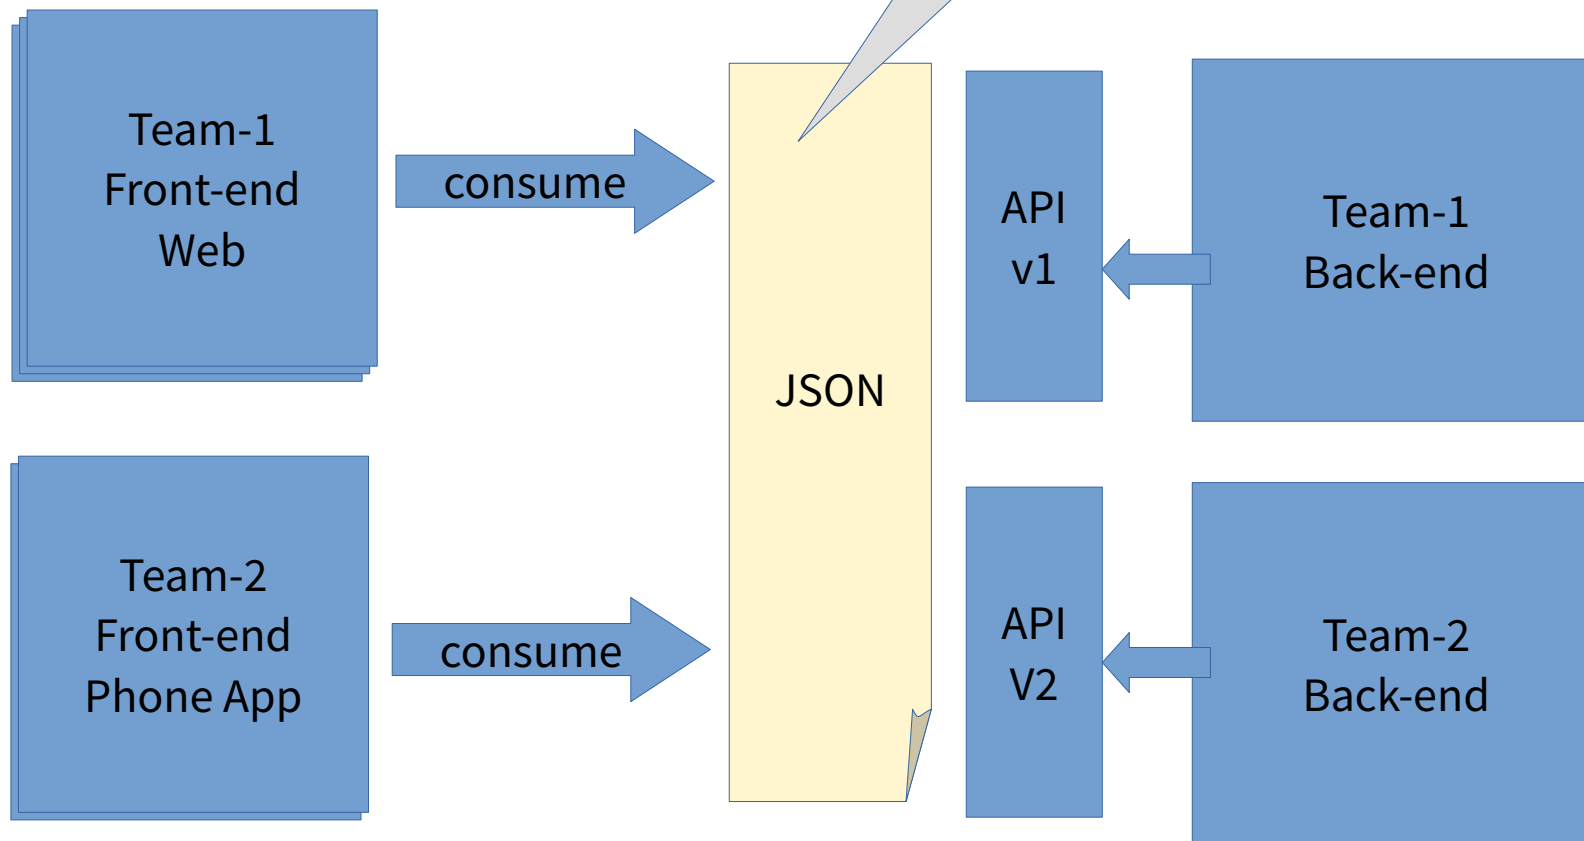 Team-1
Front-end
Web
consume
JSON
API
v1
Team-1
Back-end
Team-2
Front-end
Phone App
consume
API
V2
Team-2
Back-end